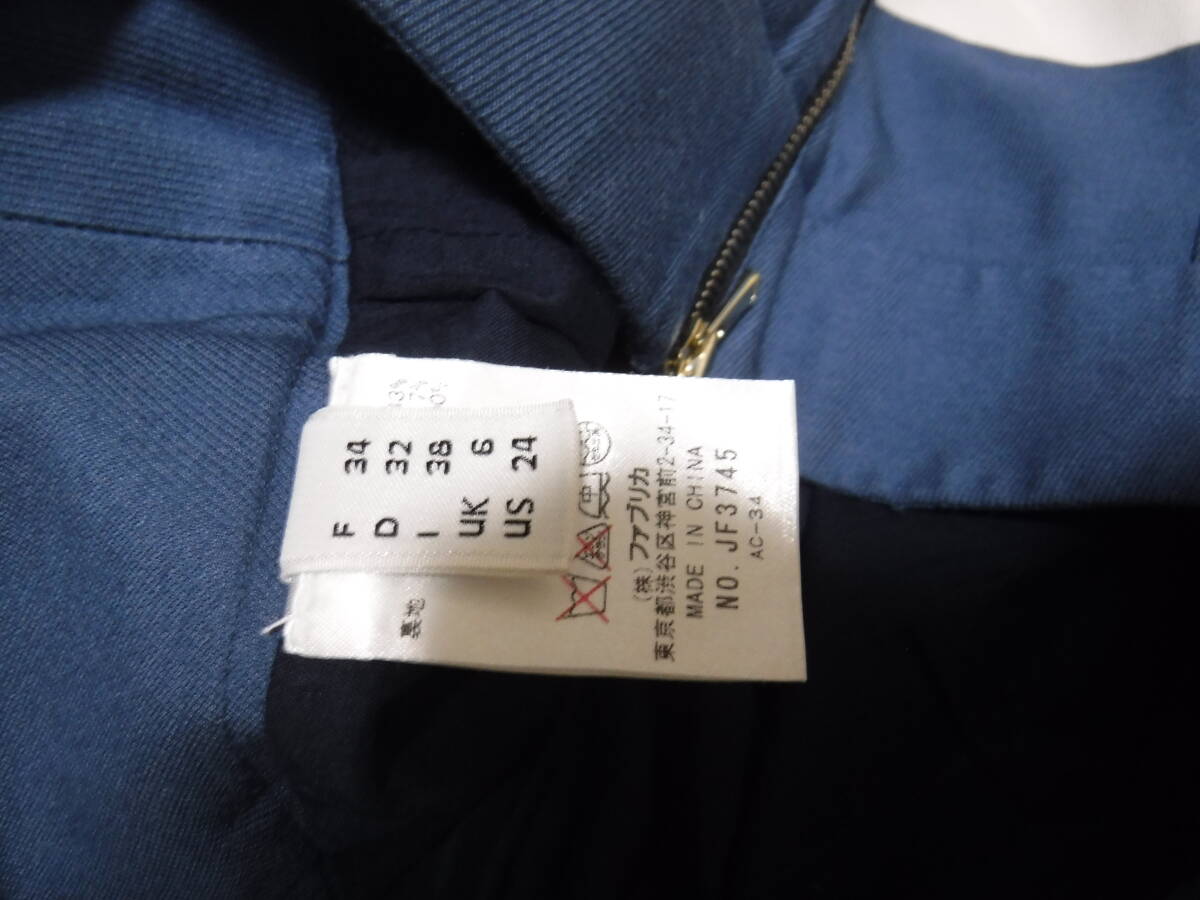 F 34
D 32
I 38
UK 6
US 24
裏地
中
(株)ファブリカ
東京都渋谷区神宮前2-34-17
MADE IN CHINA
NO. JF3745
AC-34